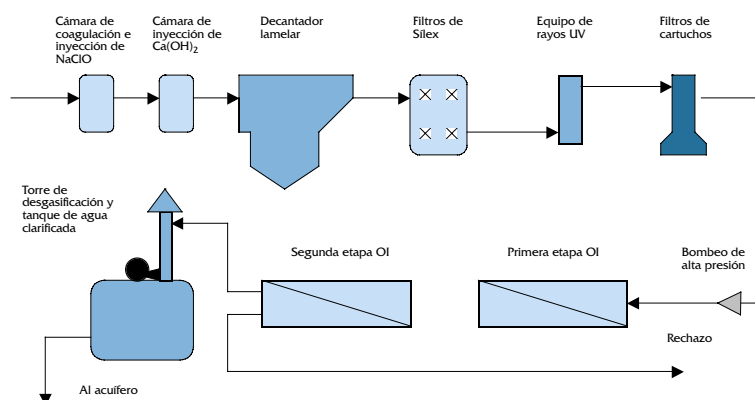 Cámara de
coagulación e
inyección de
NaClO
Cámara de
inyección de
Ca(OH)2
Decantador
lamelar
Filtros de
Sílex
Equipo de
rayos UV
Filtros de
cartuchos
Torre de
desgasificación y
tanque de agua
clarificada
Segunda etapa OI
Primera etapa OI
Bombeo de
alta presión
Rechazo
Al acuífero